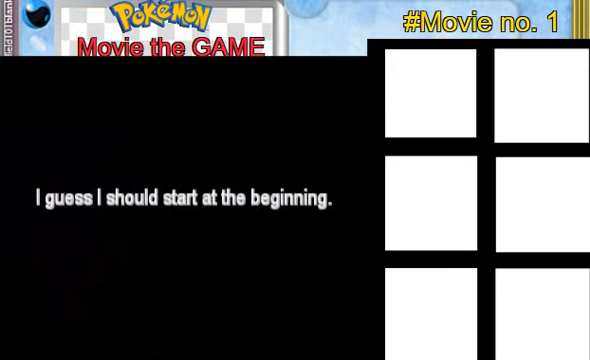 POKéMON
Movie the GAME
#Movie no. 1
I guess I should start at the beginning.